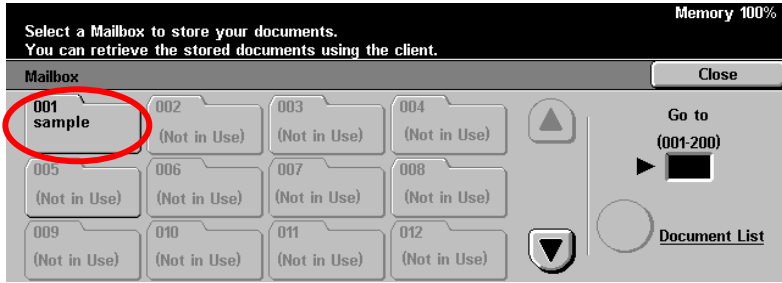 Memory 100%
Select a Mailbox to store your documents.
You can retrieve the stored documents using the client.
Mailbox
Close
001
sample
002
(Not in Use)
003
(Not in Use)
004
(Not in Use)
Go to
(001-200)
005
(Not in Use)
006
(Not in Use)
007
(Not in Use)
008
(Not in Use)
009
(Not in Use)
010
(Not in Use)
011
(Not in Use)
012
(Not in Use)
Document List